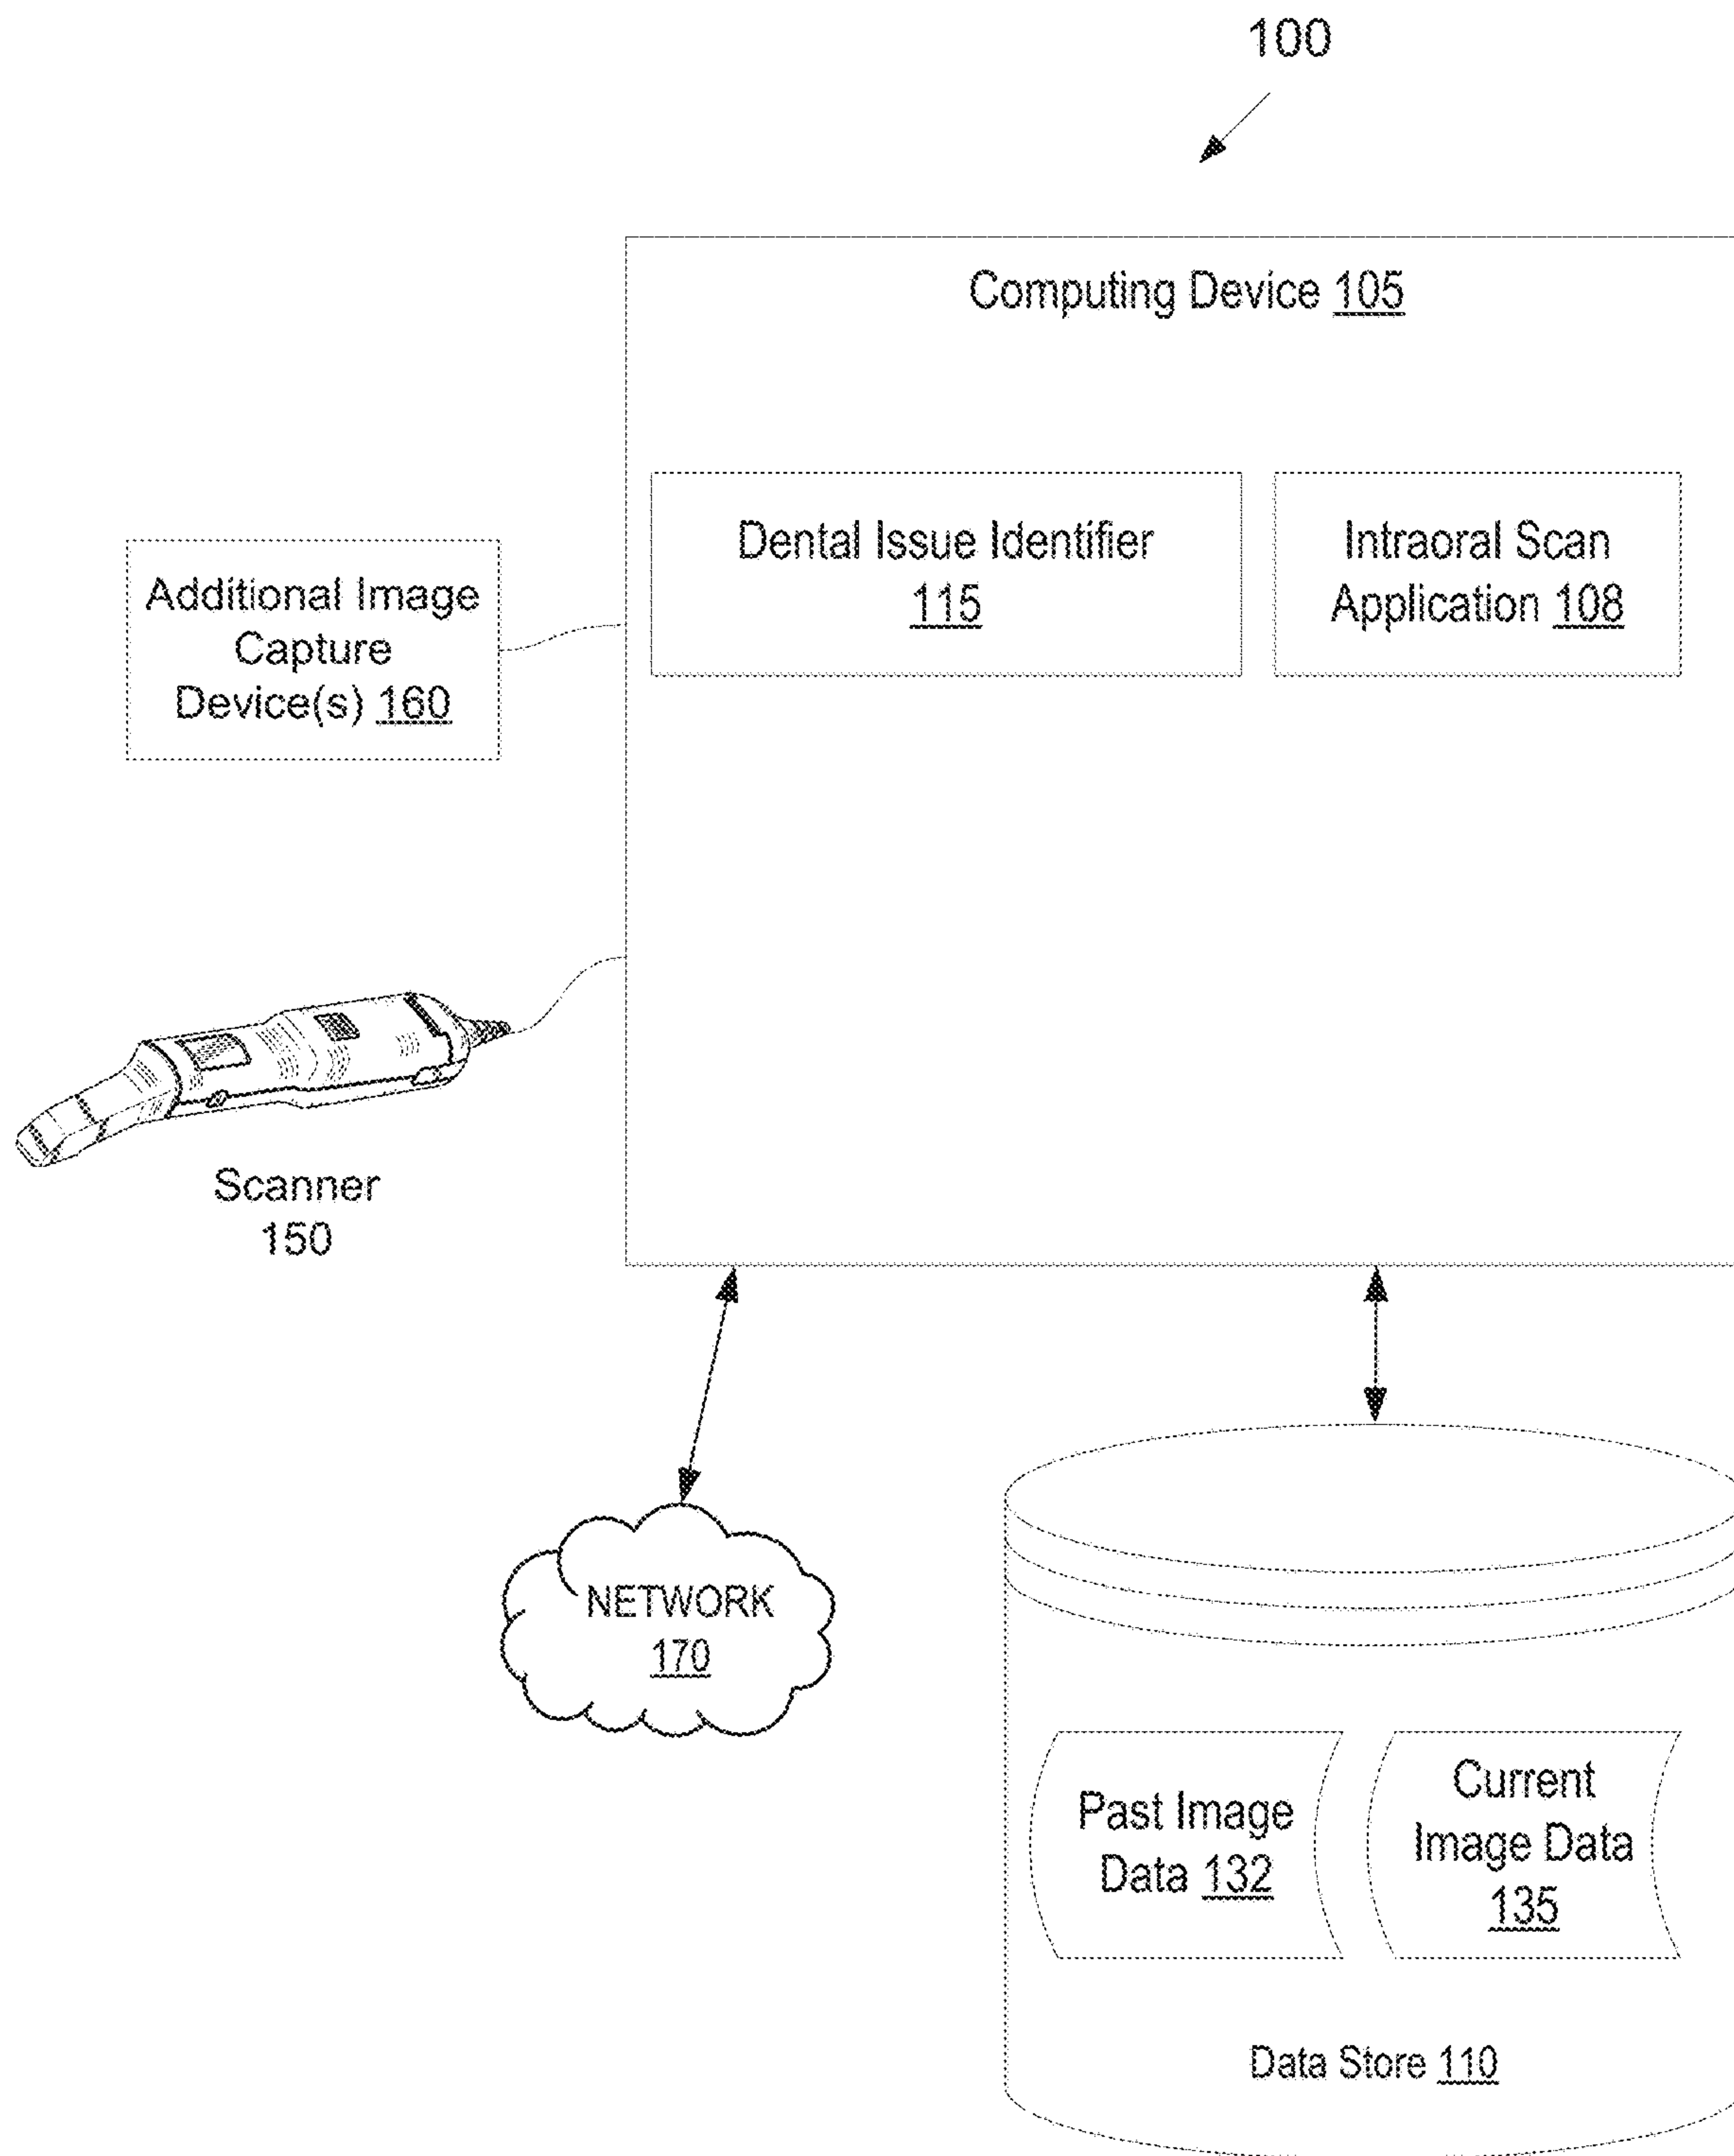 100
Computing Device 105
Dental Issue Identifier
115
Intraoral Scan
Application 108
Additional Image
Capture
Device(s) 160
Scanner
150
NETWORK
170
Past Image
Data 132
Current
Image Data
135
Data Store 110